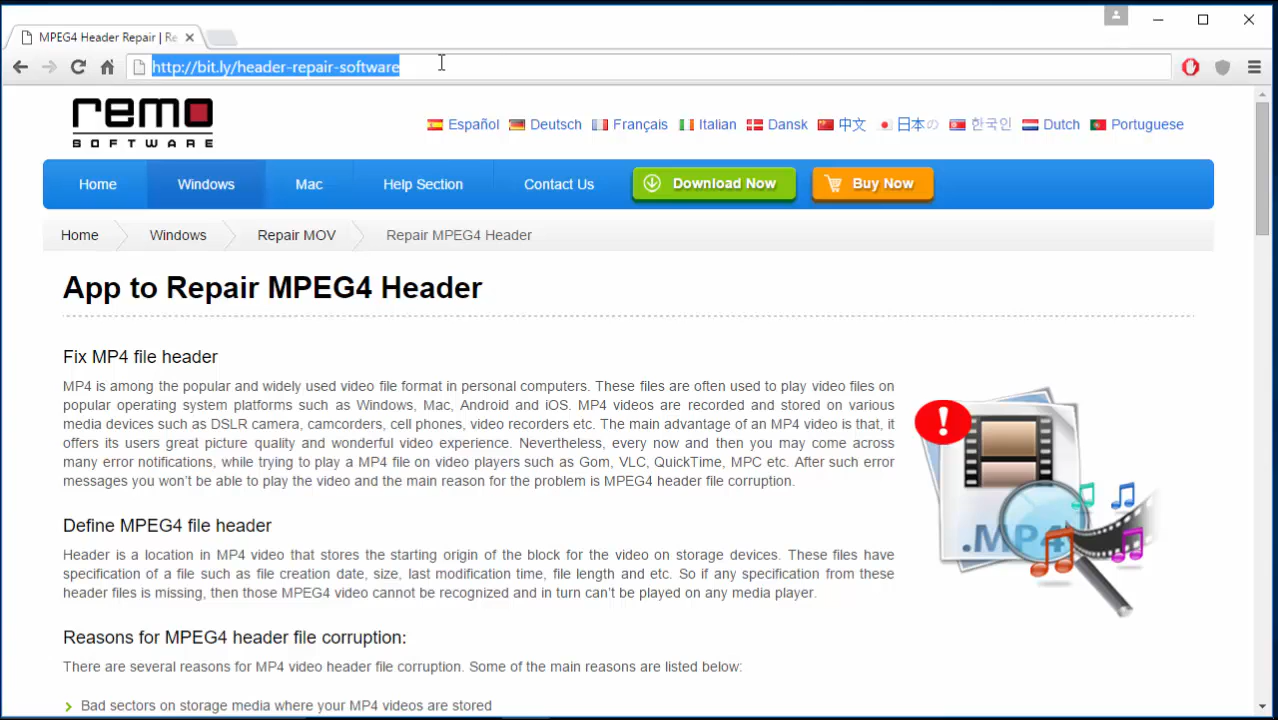 MPEG4 Header Repair | Re
http://bit.ly/header-repair-software
remo
SOFTWARE
Español Deutsch Français Italian Dansk 中文 日本の 한국인 Dutch Portuguese
Home Windows Mac Help Section Contact Us Download Now Buy Now
Home Windows Repair MOV Repair MPEG4 Header
App to Repair MPEG4 Header
Fix MP4 file header
MP4 is among the popular and widely used video file format in personal computers. These files are often used to play video files on
popular operating system platforms such as Windows, Mac, Android and iOS. MP4 videos are recorded and stored on various
media devices such as DSLR camera, camcorders, cell phones, video recorders etc. The main advantage of an MP4 video is that, it
offers its users great picture quality and wonderful video experience. Nevertheless, every now and then you may come across
many error notifications, while trying to play a MP4 file on video players such as Gom, VLC, QuickTime, MPC etc. After such error
messages you won't be able to play the video and the main reason for the problem is MPEG4 header file corruption.
.MP4
Define MPEG4 file header
Header is a location in MP4 video that stores the starting origin of the block for the video on storage devices. These files have
specification of a file such as file creation date, size, last modification time, file length and etc. So if any specification from these
header files is missing, then those MPEG4 video cannot be recognized and in turn can't be played on any media player.
Reasons for MPEG4 header file corruption:
There are several reasons for MP4 video header file corruption. Some of the main reasons are listed below:
Bad sectors on storage media where your MP4 videos are stored